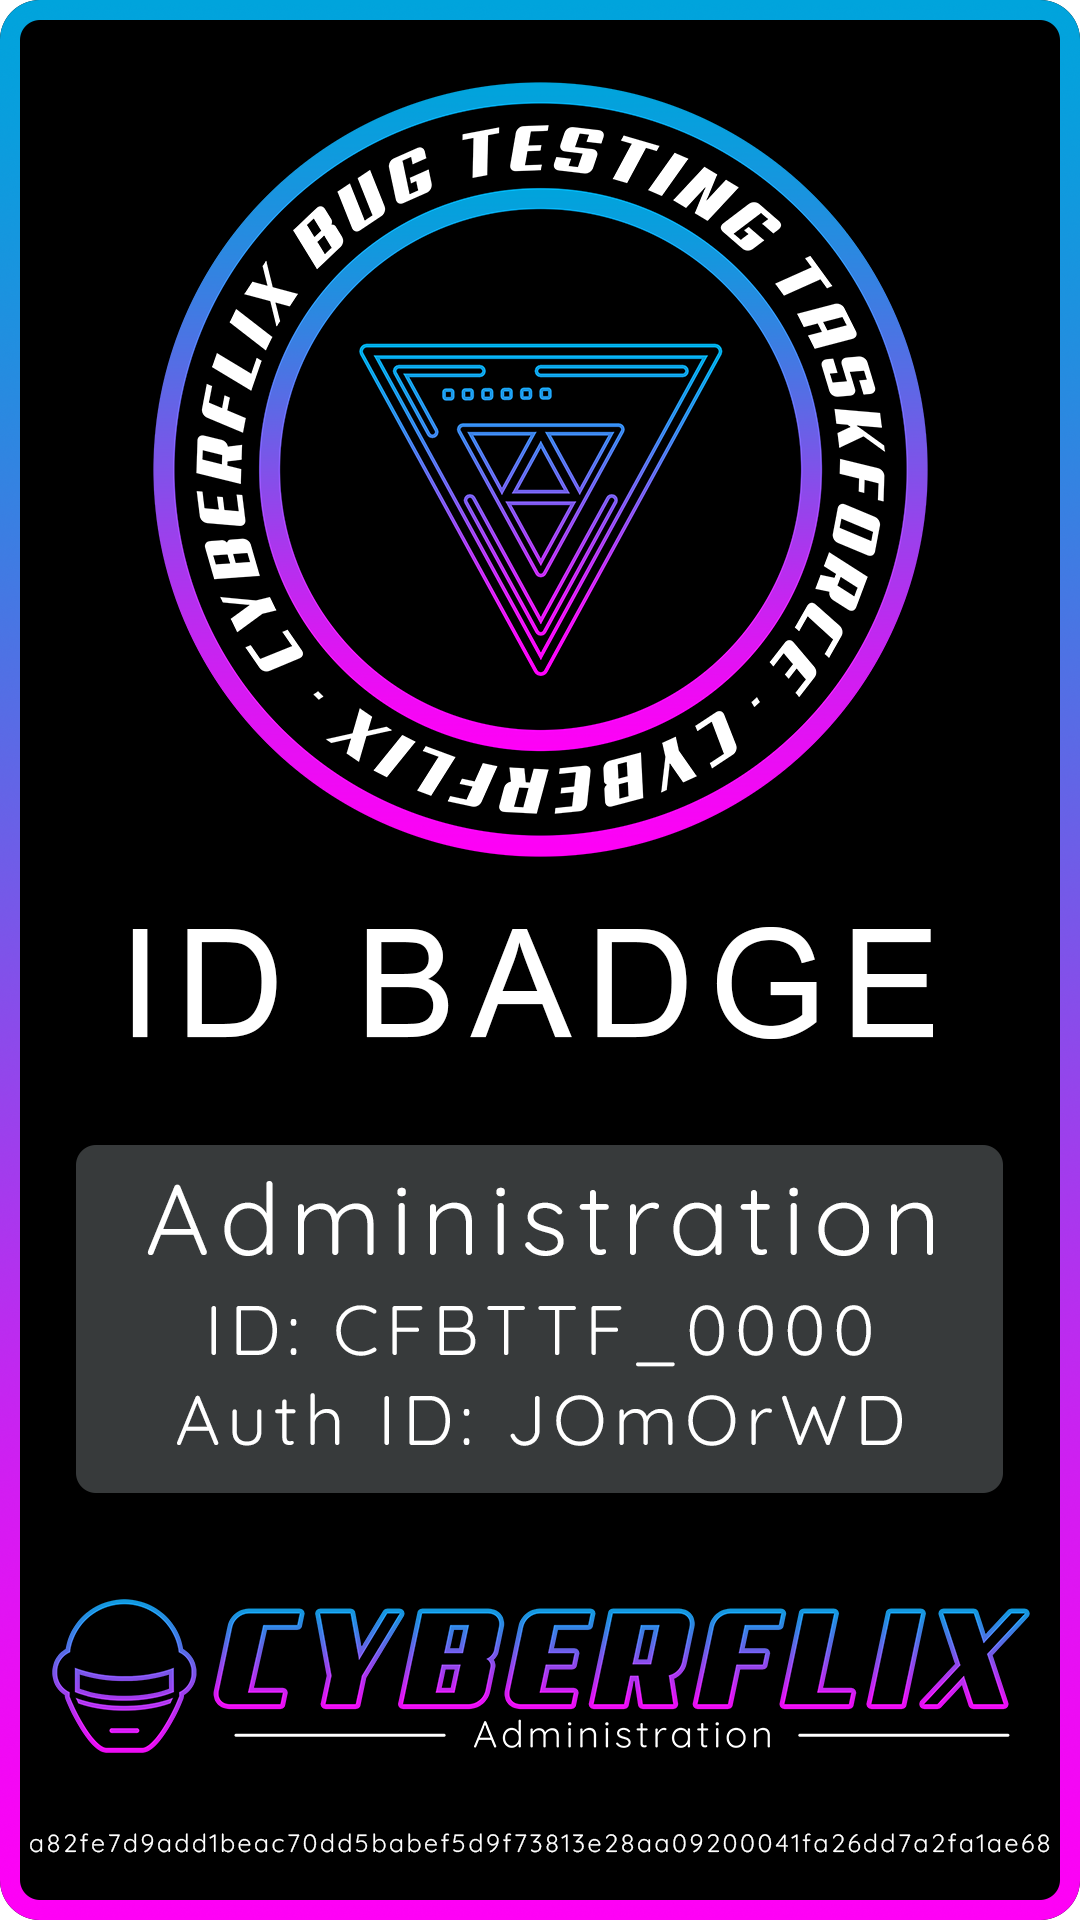 CYBERFLIX BUG TESTING TASKFORCE · CYBERFLIX ·
ID BADGE
Administration
ID: CFBTTF_0000
Auth ID: JOmOrWD
CYBERFLIX
Administration
a82fe7d9add1beac70dd5babef5d9f73813e28aa09200041fa26dd7a2fa1ae68